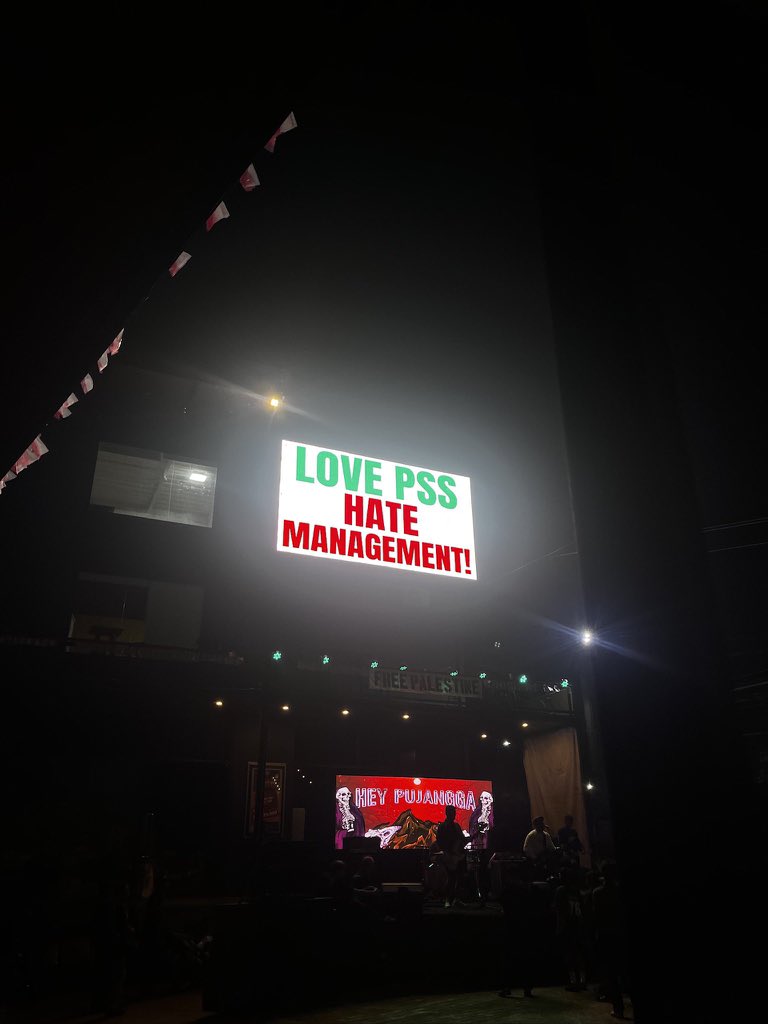 LOVE PSS
HATE
MANAGEMENT!
FREE PALESTINE
HEY PUJANGGA